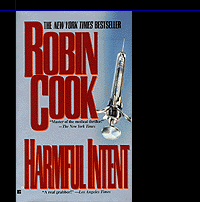 THE NEW YORK TIMES BESTSELLER
ROBIN
COOK
"Master of the medical thriller!"
—The New York Times
HARMFUL INTENT
"A real grabber!" —Los Angeles Times